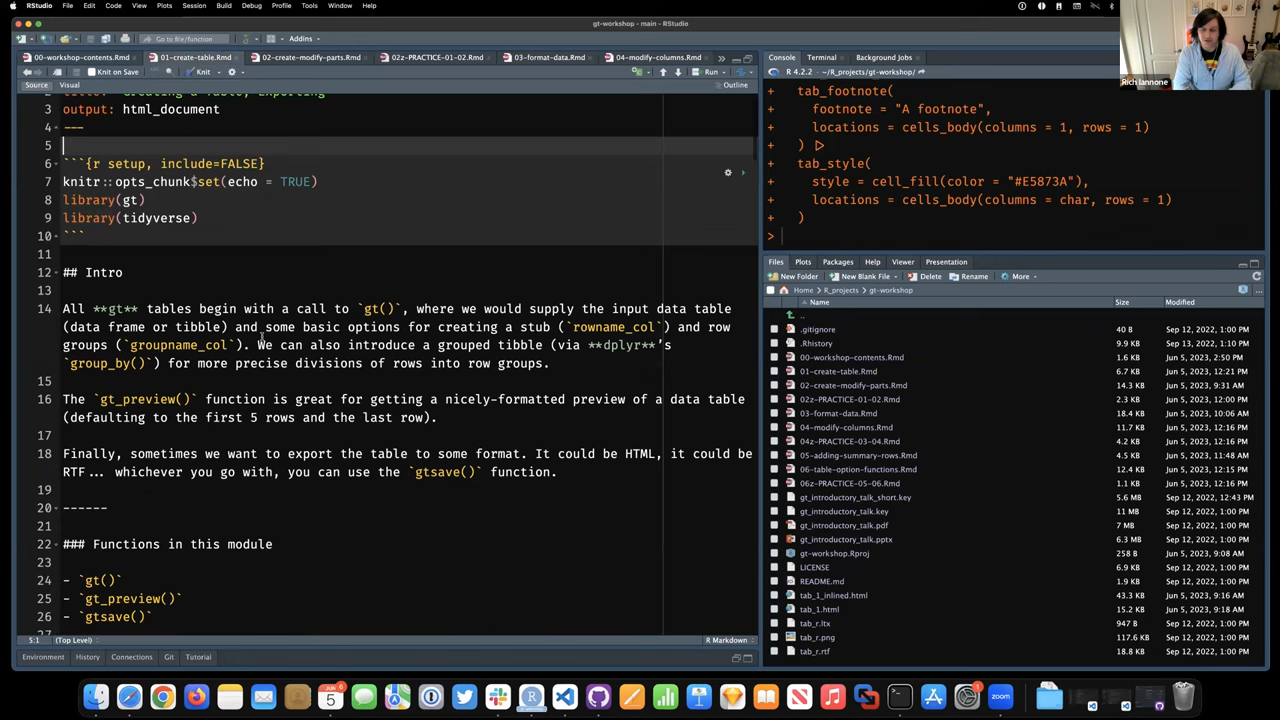 RStudio File Edit Code View Plots Session Build Debug Profile Tools Window Help
gt-workshop - main - RStudio
Go to file/function Addins
00-workshop-contents.Rmd 01-create-table.Rmd 02-create-modify-parts.Rmd 02z-PRACTICE-01-02.Rmd 03-format-data.Rmd 04-modify-columns.Rmd
Knit on Save Knit Run
Source Visual Outline
3 output: html_document
4 ---
5
6 ```{r setup, include=FALSE}
7 knitr::opts_chunk$set(echo = TRUE)
8 library(gt)
9 library(tidyverse)
10 ```
11
12 ## Intro
13
14 All **gt** tables begin with a call to `gt()`, where we would supply the input data table
(data frame or tibble) and some basic options for creating a stub (`rowname_col`) and row
groups (`groupname_col`). We can also introduce a grouped tibble (via **dplyr**'s
`group_by()`) for more precise divisions of rows into row groups.
15
16 The `gt_preview()` function is great for getting a nicely-formatted preview of a data table
(defaulting to the first 5 rows and the last row).
17
18 Finally, sometimes we want to export the table to some format. It could be HTML, it could be
RTF... whichever you go with, you can use the `gtsave()` function.
19
20 ------
21
22 ### Functions in this module
23
24 - `gt()`
25 - `gt_preview()`
26 - `gtsave()`
5:1 (Top Level) R Markdown
Environment History Connections Git Tutorial
Console Terminal Background Jobs
R 4.2.2 · ~/R_projects/gt-workshop/
+ tab_footnote(
+ footnote = "A footnote",
+ locations = cells_body(columns = 1, rows = 1)
+ ) |>
+ tab_style(
+ style = cell_fill(color = "#E5873A"),
+ locations = cells_body(columns = char, rows = 1)
+ )
>
Files Plots Packages Help Viewer Presentation
New Folder New Blank File Delete Rename More
Home R_projects gt-workshop
Name Size Modified
..
.gitignore 40 B Sep 12, 2022, 1:00 PM
.Rhistory 9.9 KB Sep 13, 2022, 1:10 PM
00-workshop-contents.Rmd 1.6 KB Jun 5, 2023, 2:50 PM
01-create-table.Rmd 6.7 KB Jun 5, 2023, 12:21 PM
02-create-modify-parts.Rmd 14.3 KB Jun 5, 2023, 9:31 AM
02z-PRACTICE-01-02.Rmd 2.3 KB Jun 5, 2023, 12:00 PM
03-format-data.Rmd 18.4 KB Jun 5, 2023, 10:06 AM
04-modify-columns.Rmd 11.7 KB Jun 5, 2023, 12:16 PM
04z-PRACTICE-03-04.Rmd 4.2 KB Jun 5, 2023, 12:16 PM
05-adding-summary-rows.Rmd 4.5 KB Jun 5, 2023, 11:48 AM
06-table-option-functions.Rmd 12.4 KB Jun 5, 2023, 12:15 PM
06z-PRACTICE-05-06.Rmd 1.1 KB Jun 5, 2023, 12:16 PM
gt_introductory_talk_short.key 5.6 MB Sep 12, 2022, 12:43 PM
gt_introductory_talk.key 11 MB Sep 12, 2022, 1:00 PM
gt_introductory_talk.pdf 7 MB Sep 12, 2022, 1:00 PM
gt_introductory_talk.pptx 6.3 MB Sep 12, 2022, 1:00 PM
gt-workshop.Rproj 258 B Jun 5, 2023, 9:08 AM
LICENSE 6.9 KB Sep 12, 2022, 1:00 PM
README.md 1.9 KB Sep 12, 2022, 1:00 PM
tab_1_inlined.html 43.3 KB Jun 5, 2023, 9:16 AM
tab_1.html 15.2 KB Jun 5, 2023, 9:18 AM
tab_r.ltx 947 B Sep 12, 2022, 1:00 PM
tab_r.png 117.6 KB Sep 12, 2022, 1:00 PM
tab_r.rtf 18.8 KB Sep 12, 2022, 1:00 PM
Rich Iannone
JUN 5
zoom